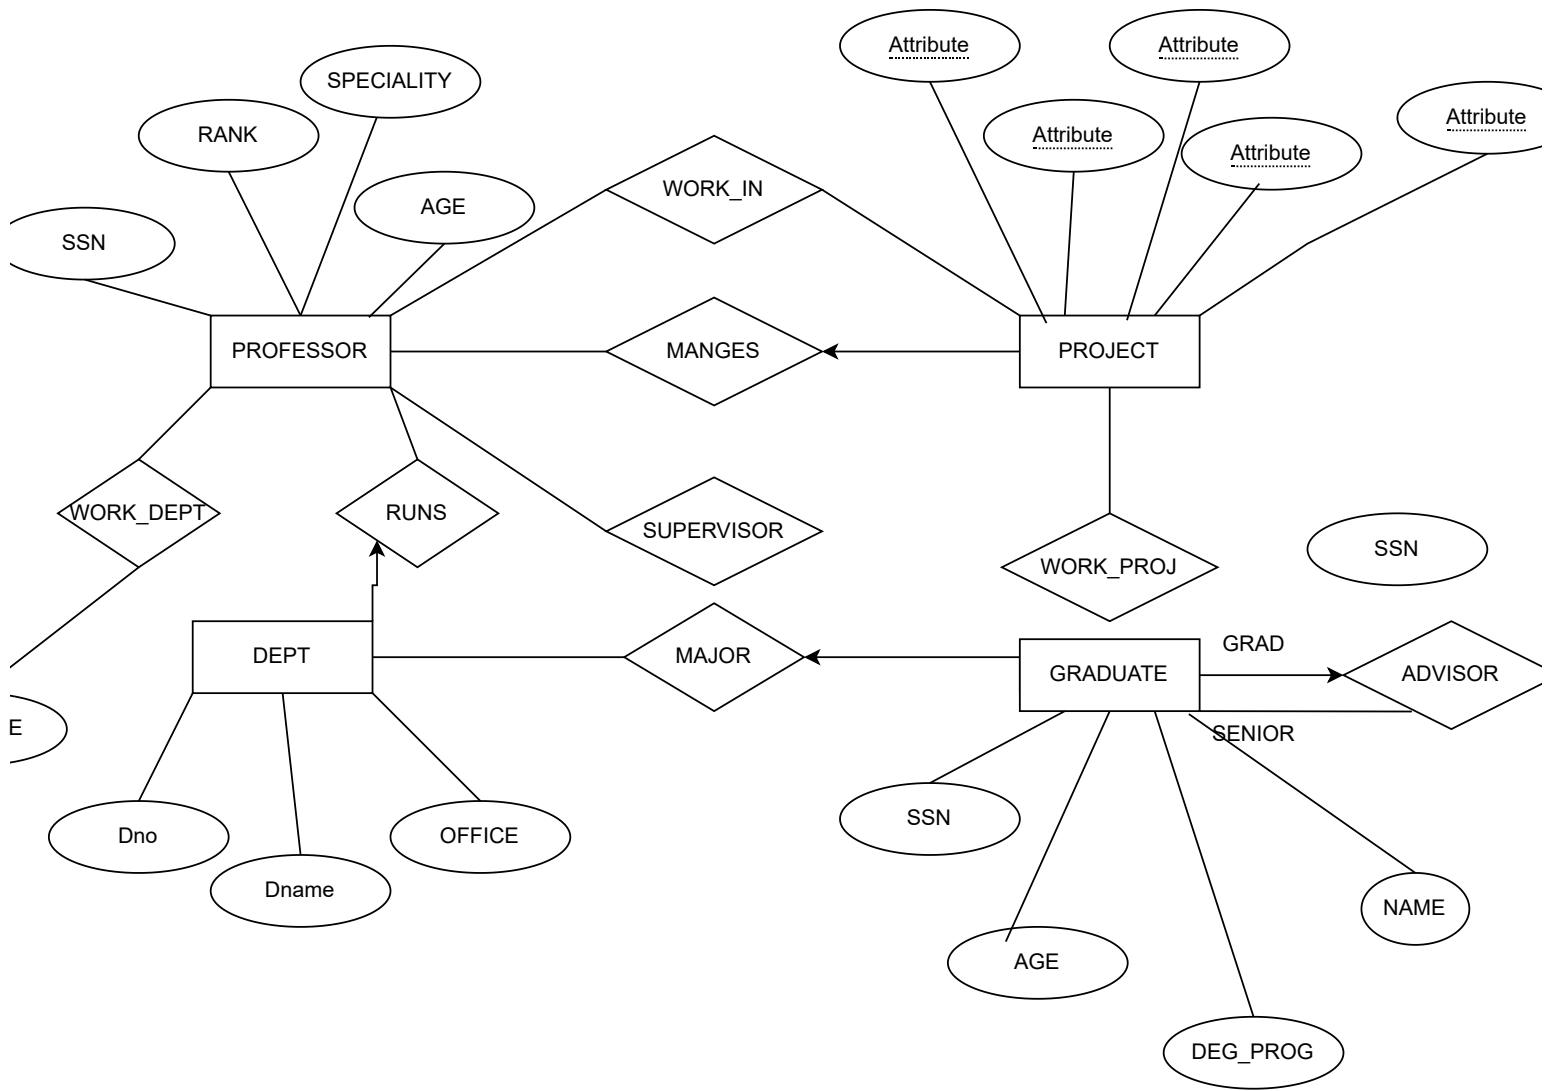 Attribute
Attribute
SPECIALITY
Attribute
RANK
Attribute
Attribute
WORK_IN
AGE
SSN
PROFESSOR
MANGES
PROJECT
WORK_DEPT
RUNS
SUPERVISOR
SSN
WORK_PROJ
GRAD
DEPT
MAJOR
GRADUATE
ADVISOR
E
SENIOR
SSN
Dno
OFFICE
Dname
NAME
AGE
DEG_PROG